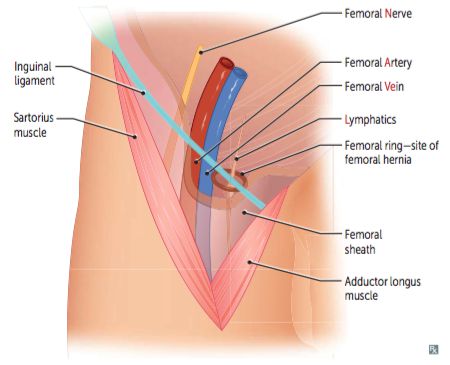 Femoral Nerve
Inguinal
ligament
Femoral Artery
Femoral Vein
Sartorius
muscle
Lymphatics
Femoral ring—site of
femoral hernia
Femoral
sheath
Adductor longus
muscle